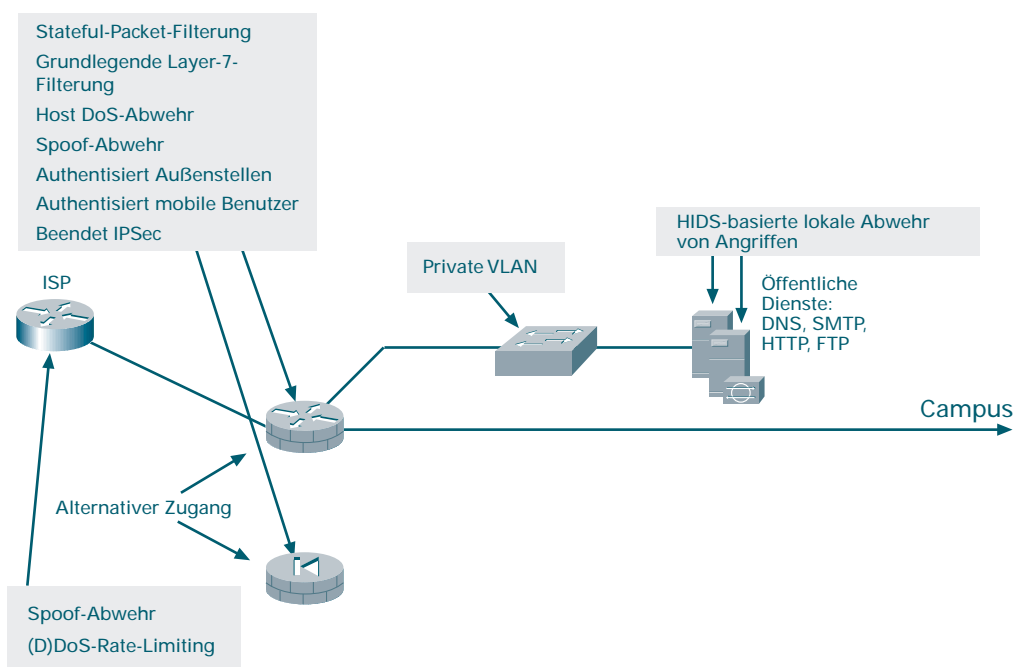 Stateful-Packet-Filterung
Grundlegende Layer-7-
Filterung
Host DoS-Abwehr
Spoof-Abwehr
Authentisiert Außenstellen
Authentisiert mobile Benutzer
Beendet IPSec
HIDS-basierte lokale Abwehr
von Angriffen
Private VLAN
ISP
Öffentliche
Dienste:
DNS, SMTP,
HTTP, FTP
Campus
Alternativer Zugang
Spoof-Abwehr
(D)DoS-Rate-Limiting